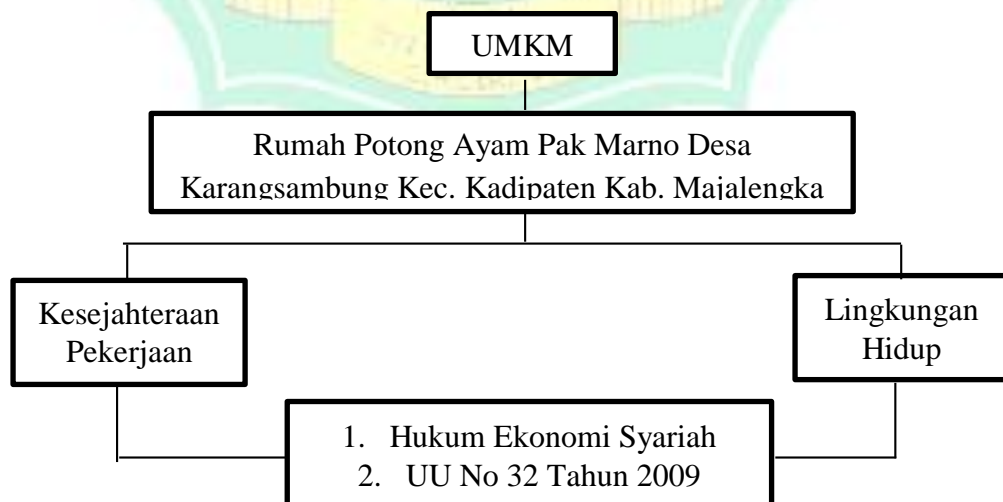 UMKM
Rumah Potong Ayam Pak Marno Desa
Karangsambung Kec. Kadipaten Kab. Majalengka
Kesejahteraan
Pekerjaan
Lingkungan
Hidup
1. Hukum Ekonomi Syariah
2. UU No 32 Tahun 2009